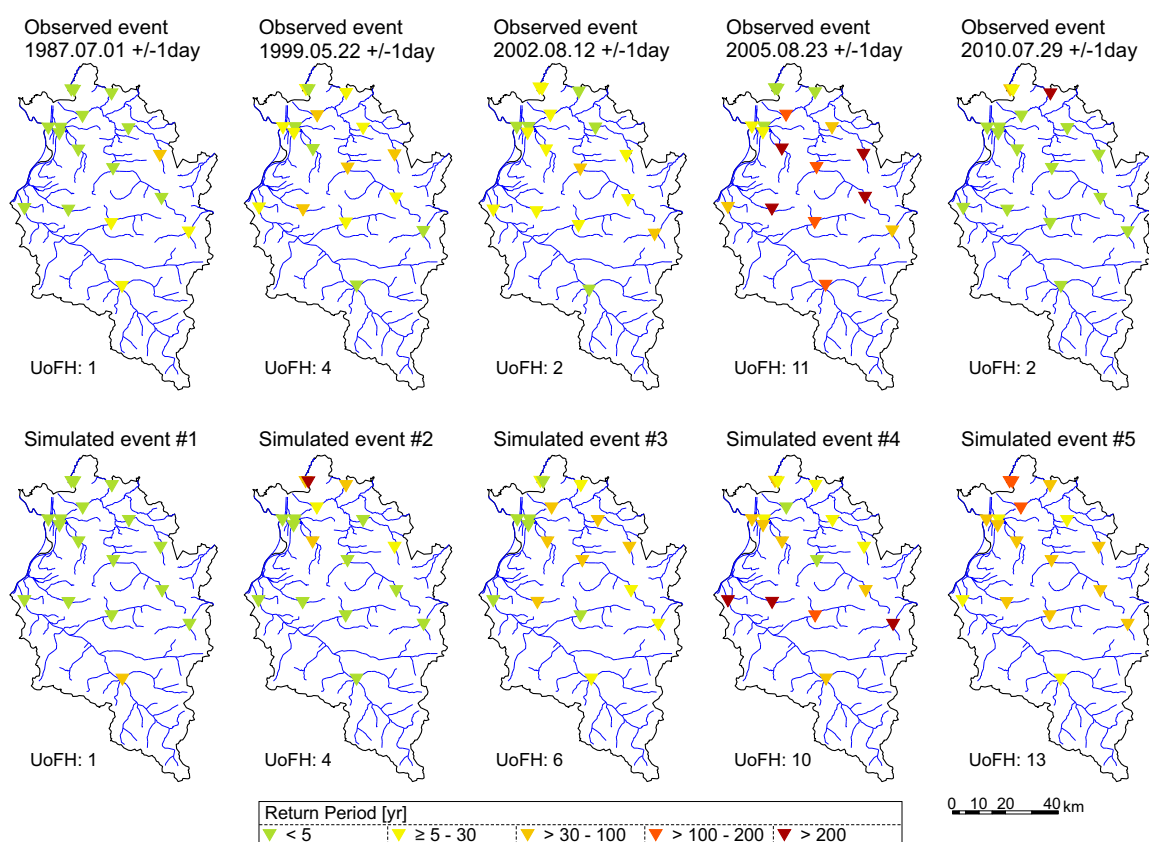 Observed event
1987.07.01 +/-1day
Observed event
1999.05.22 +/-1day
Observed event
2002.08.12 +/-1day
Observed event
2005.08.23 +/-1day
Observed event
2010.07.29 +/-1day
UoFH: 1
UoFH: 4
UoFH: 2
UoFH: 11
UoFH: 2
Simulated event #1
Simulated event #2
Simulated event #3
Simulated event #4
Simulated event #5
UoFH: 1
UoFH: 4
UoFH: 6
UoFH: 10
UoFH: 13
Return Period [yr]
< 5
≥ 5 - 30
> 30 - 100
> 100 - 200
> 200
0 10 20 40 km